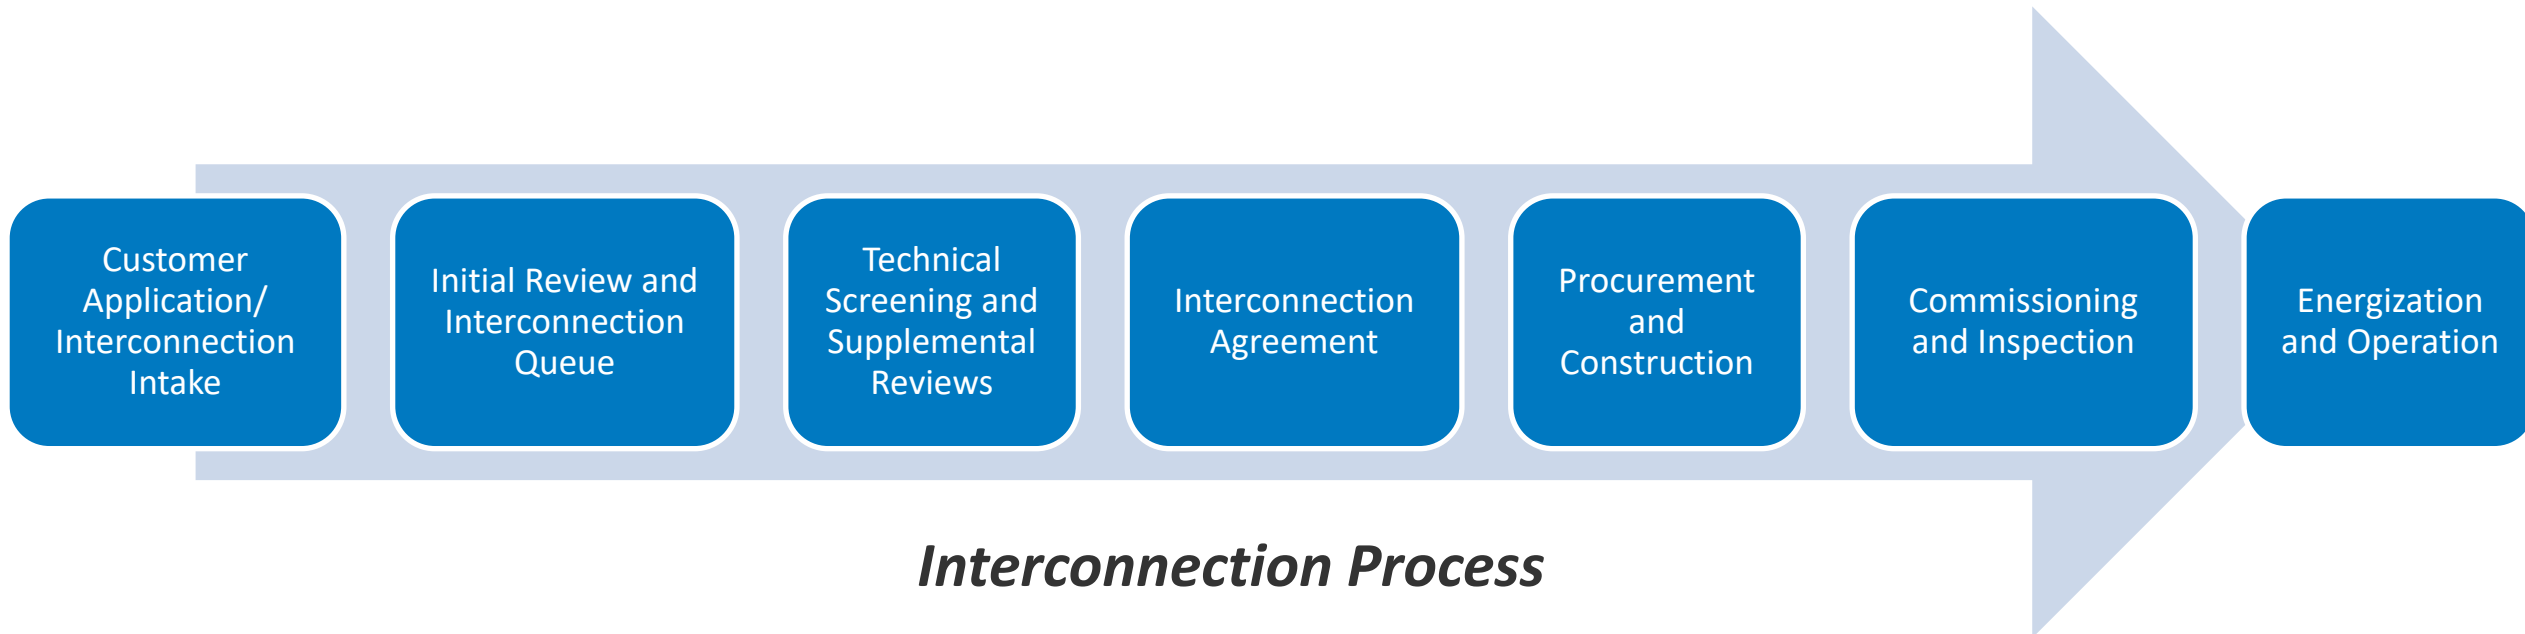 Customer
Application/
Interconnection
Intake
Initial Review and
Interconnection
Queue
Technical
Screening and
Supplemental
Reviews
Interconnection
Agreement
Procurement
and
Construction
Commissioning
and Inspection
Energization
and Operation
Interconnection Process